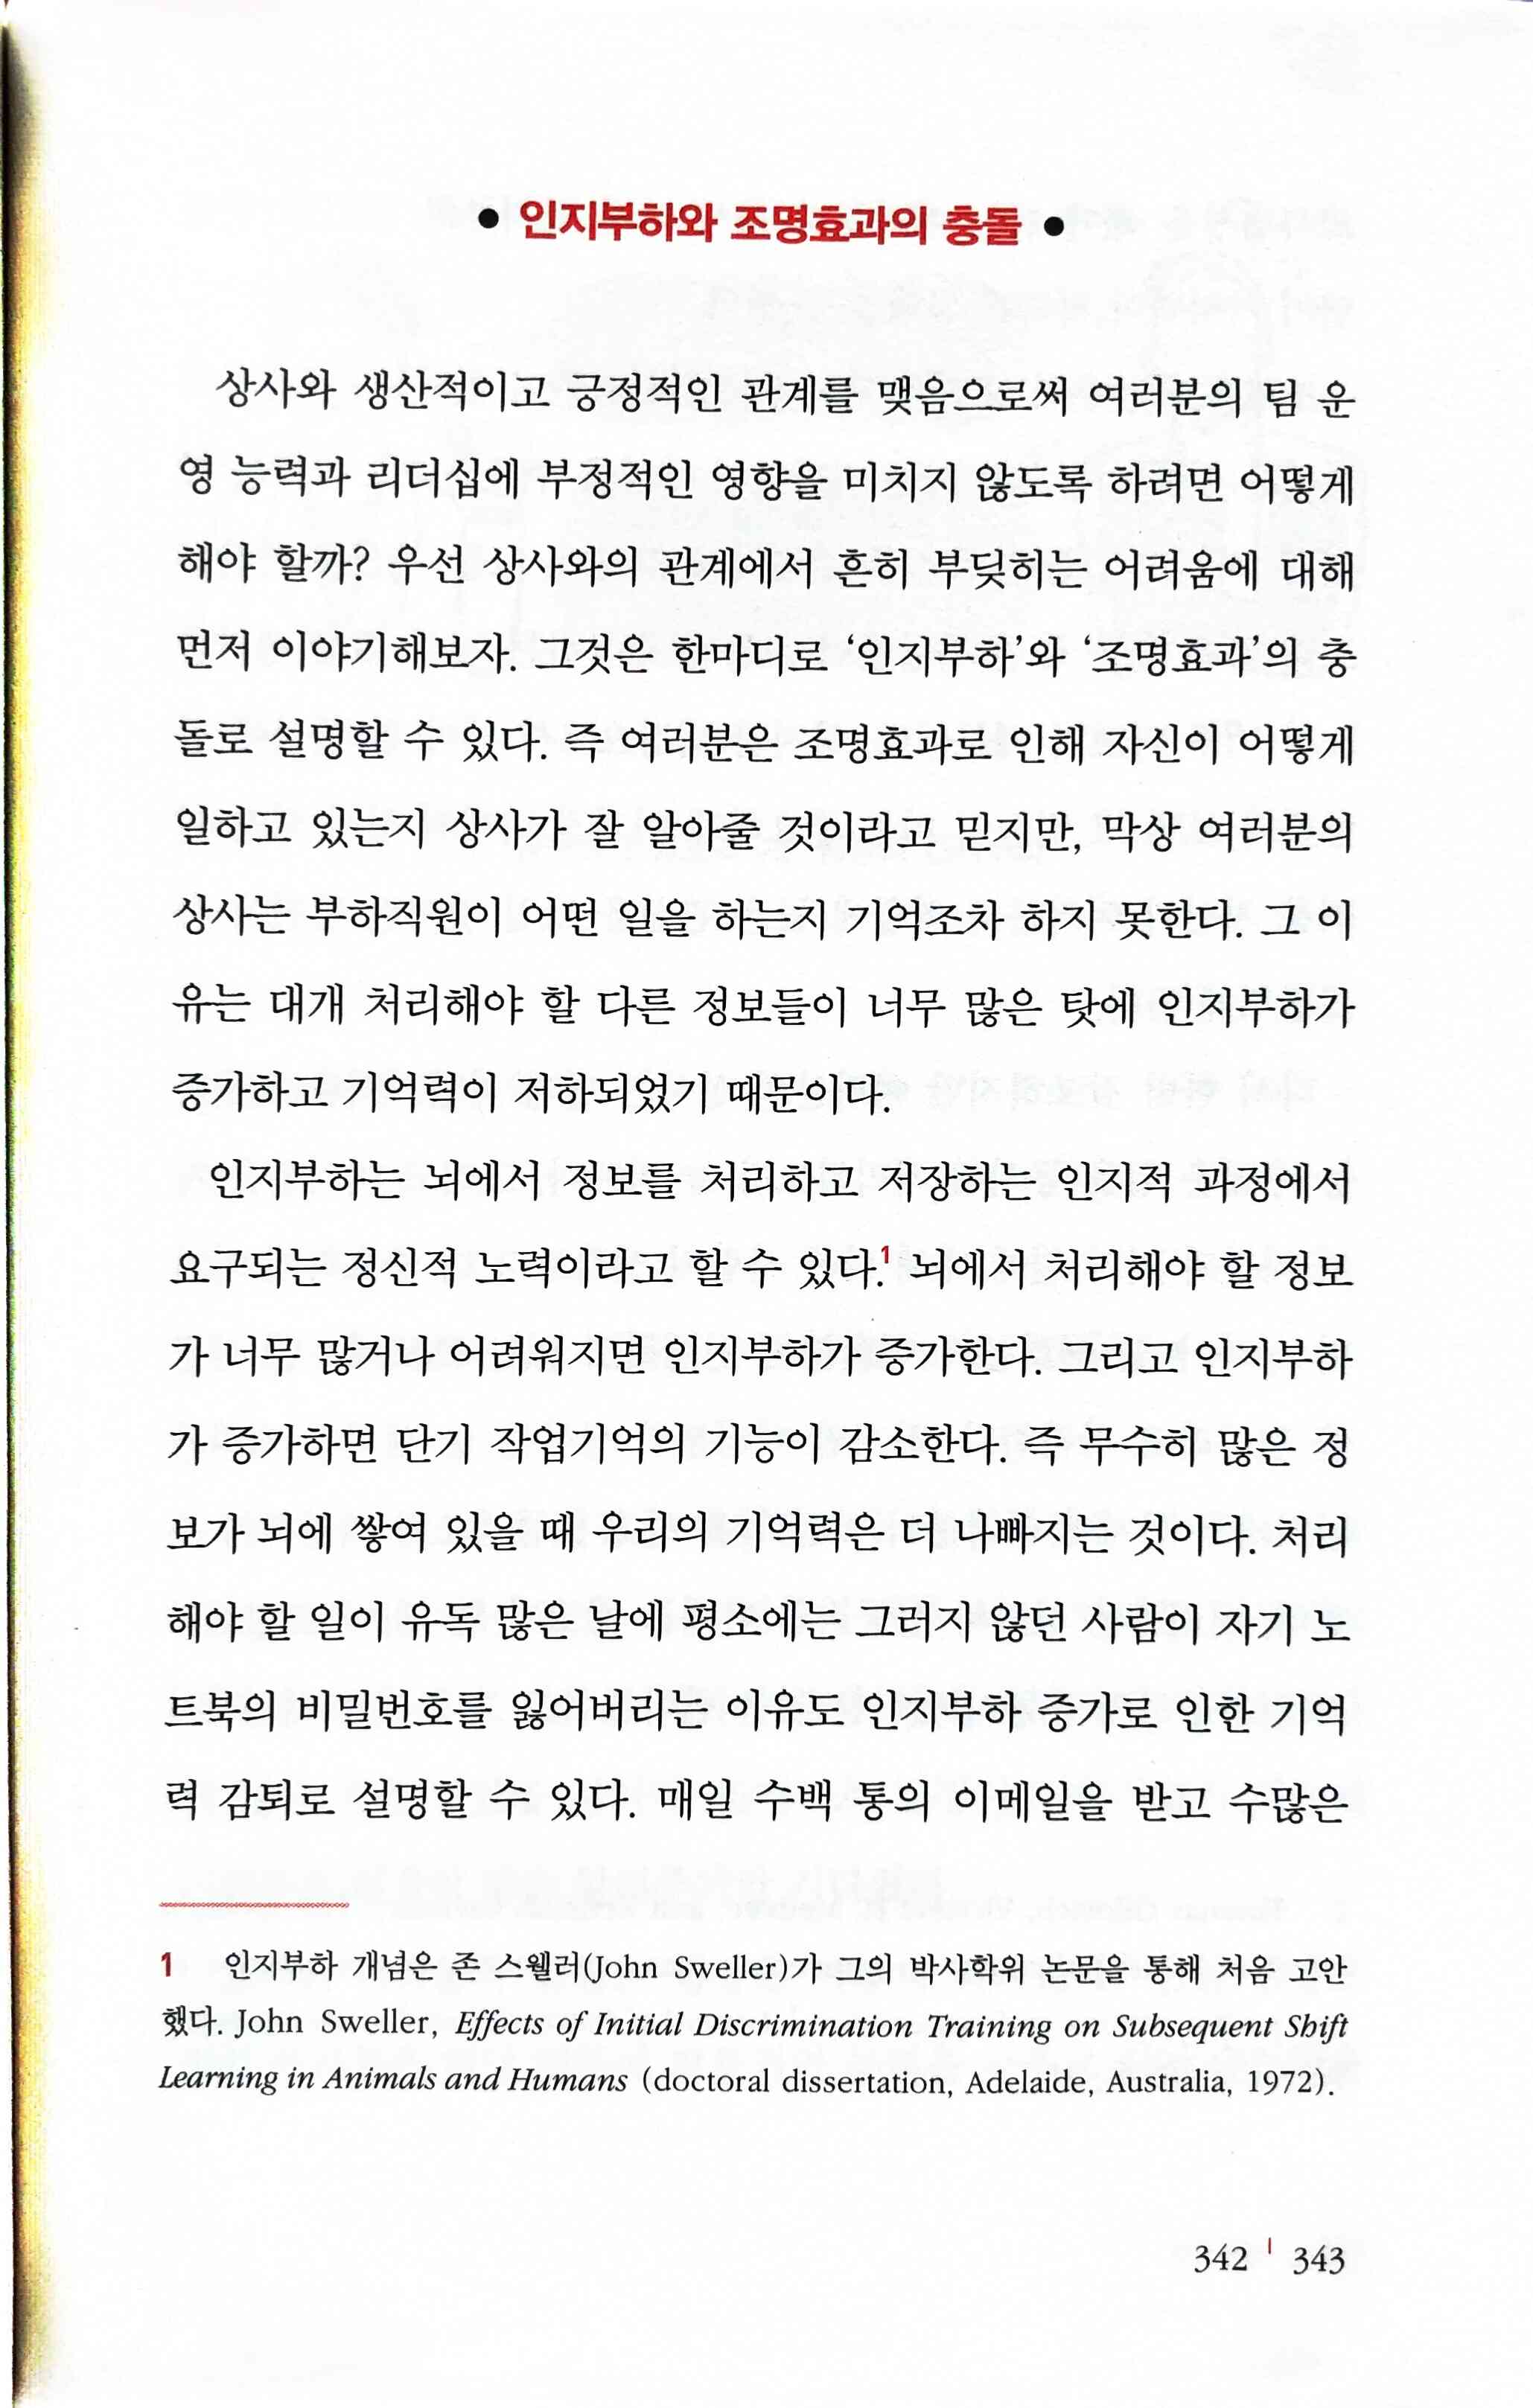 • 인지부하와 조명효과의 충돌 •
상사와 생산적이고 긍정적인 관계를 맺음으로써 여러분의 팀 운
영 능력과 리더십에 부정적인 영향을 미치지 않도록 하려면 어떻게
해야 할까? 우선 상사와의 관계에서 흔히 부딪히는 어려움에 대해
먼저 이야기해보자. 그것은 한마디로 ‘인지부하’와 ‘조명효과’의 충
돌로 설명할 수 있다. 즉 여러분은 조명효과로 인해 자신이 어떻게
일하고 있는지 상사가 잘 알아줄 것이라고 믿지만, 막상 여러분의
상사는 부하직원이 어떤 일을 하는지 기억조차 하지 못한다. 그 이
유는 대개 처리해야 할 다른 정보들이 너무 많은 탓에 인지부하가
증가하고 기억력이 저하되었기 때문이다.
인지부하는 뇌에서 정보를 처리하고 저장하는 인지적 과정에서
요구되는 정신적 노력이라고 할 수 있다.1 뇌에서 처리해야 할 정보
가 너무 많거나 어려워지면 인지부하가 증가한다. 그리고 인지부하
가 증가하면 단기 작업기억의 기능이 감소한다. 즉 무수히 많은 정
보가 뇌에 쌓여 있을 때 우리의 기억력은 더 나빠지는 것이다. 처리
해야 할 일이 유독 많은 날에 평소에는 그러지 않던 사람이 자기 노
트북의 비밀번호를 잃어버리는 이유도 인지부하 증가로 인한 기억
력 감퇴로 설명할 수 있다. 매일 수백 통의 이메일을 받고 수많은
1 인지부하 개념은 존 스웰러(John Sweller)가 그의 박사학위 논문을 통해 처음 고안
했다. John Sweller, Effects of Initial Discrimination Training on Subsequent Shift
Learning in Animals and Humans (doctoral dissertation, Adelaide, Australia, 1972).
342 | 343